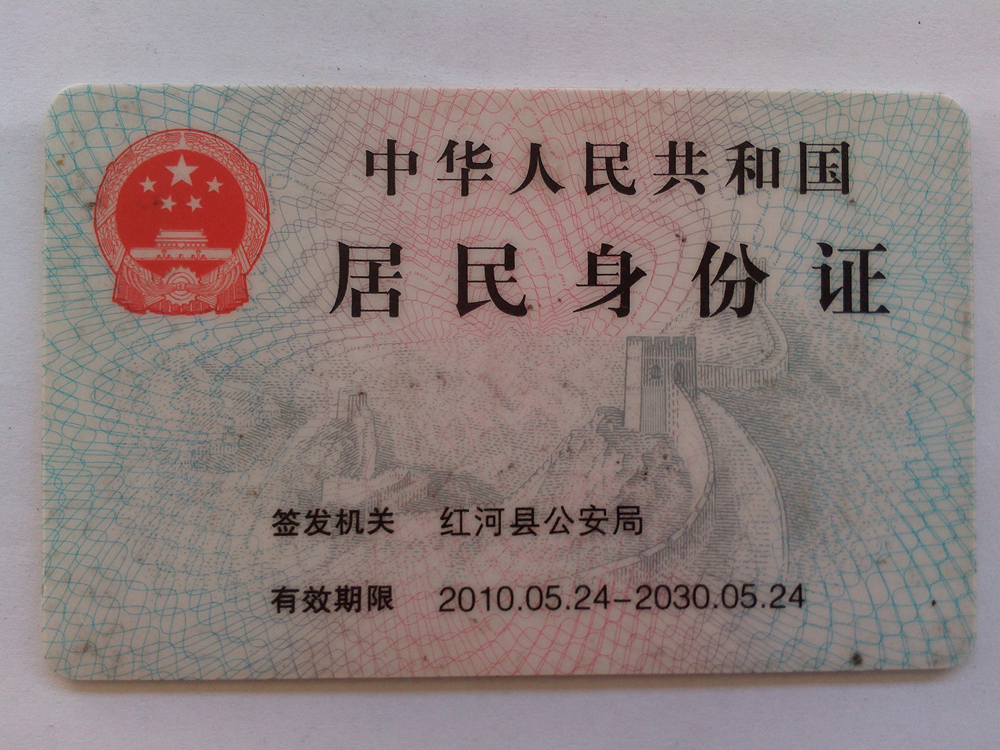 中华人民共和国
居民身份证
签发机关 红河县公安局
有效期限 2010.05.24-2030.05.24